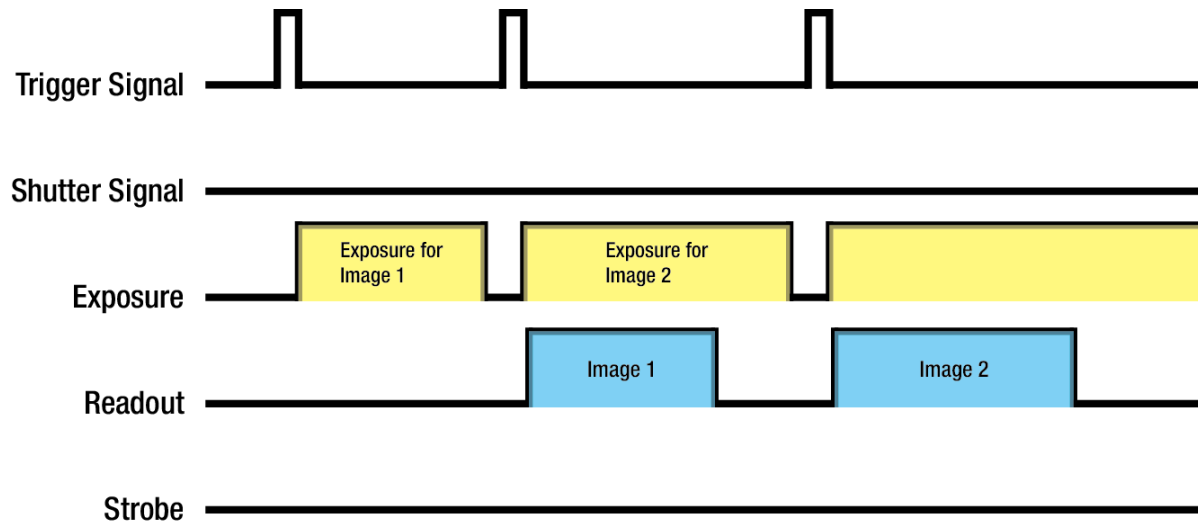 Trigger Signal
Shutter Signal
Exposure for
Image 1
Exposure for
Image 2
Exposure
Image 1
Image 2
Readout
Strobe